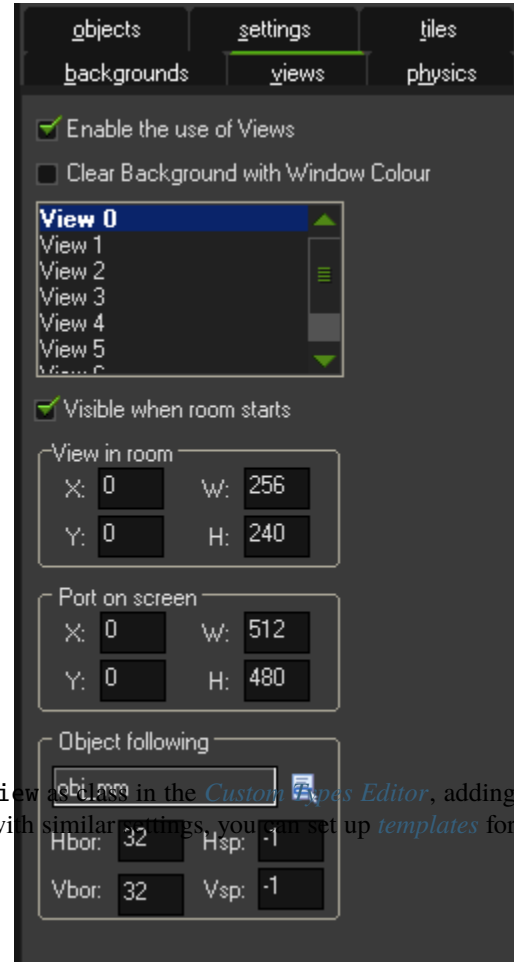 objects settings tiles
backgrounds views physics
Enable the use of Views
Clear Background with Window Colour
View 0
View 1
View 2
View 3
View 4
View 5
Visible when room starts
View in room
X: 0 W: 256
Y: 0 H: 240
Port on screen
X: 0 W: 512
Y: 0 H: 480
Object following
obj_mm
iew as class in the Custom Types Editor, adding
with similar settings, you can set up templates for
Hbor: 32 Hsp: -1
Vbor: 32 Vsp: -1